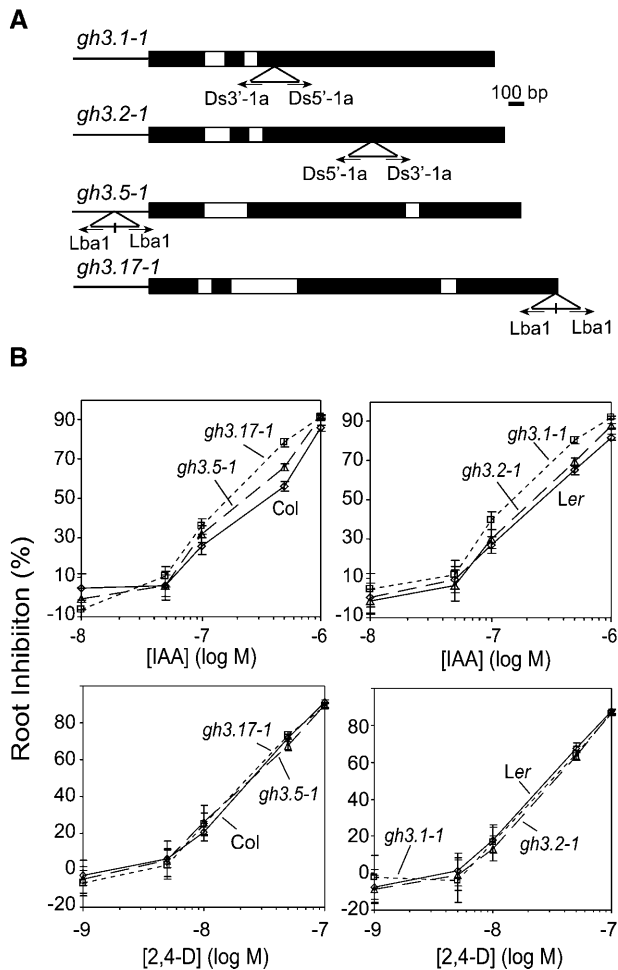 A
gh3.1-1
Ds3'-1a Ds5'-1a
100 bp
gh3.2-1
Ds5'-1a Ds3'-1a
gh3.5-1
Lba1 Lba1
gh3.17-1
Lba1 Lba1
B
Root Inhibiiton (%)
90
70
50
30
10
-10
gh3.17-1
gh3.5-1
Col
-8 -7 -6
[IAA] (log M)
90
70
50
30
10
-10
gh3.1-1
gh3.2-1
Ler
-8 -7 -6
[IAA] (log M)
80
60
40
20
0
-20
gh3.17-1
gh3.5-1
Col
-9 -8 -7
[2,4-D] (log M)
80
60
40
20
0
-20
Ler
gh3.1-1
gh3.2-1
-9 -8 -7
[2,4-D] (log M)